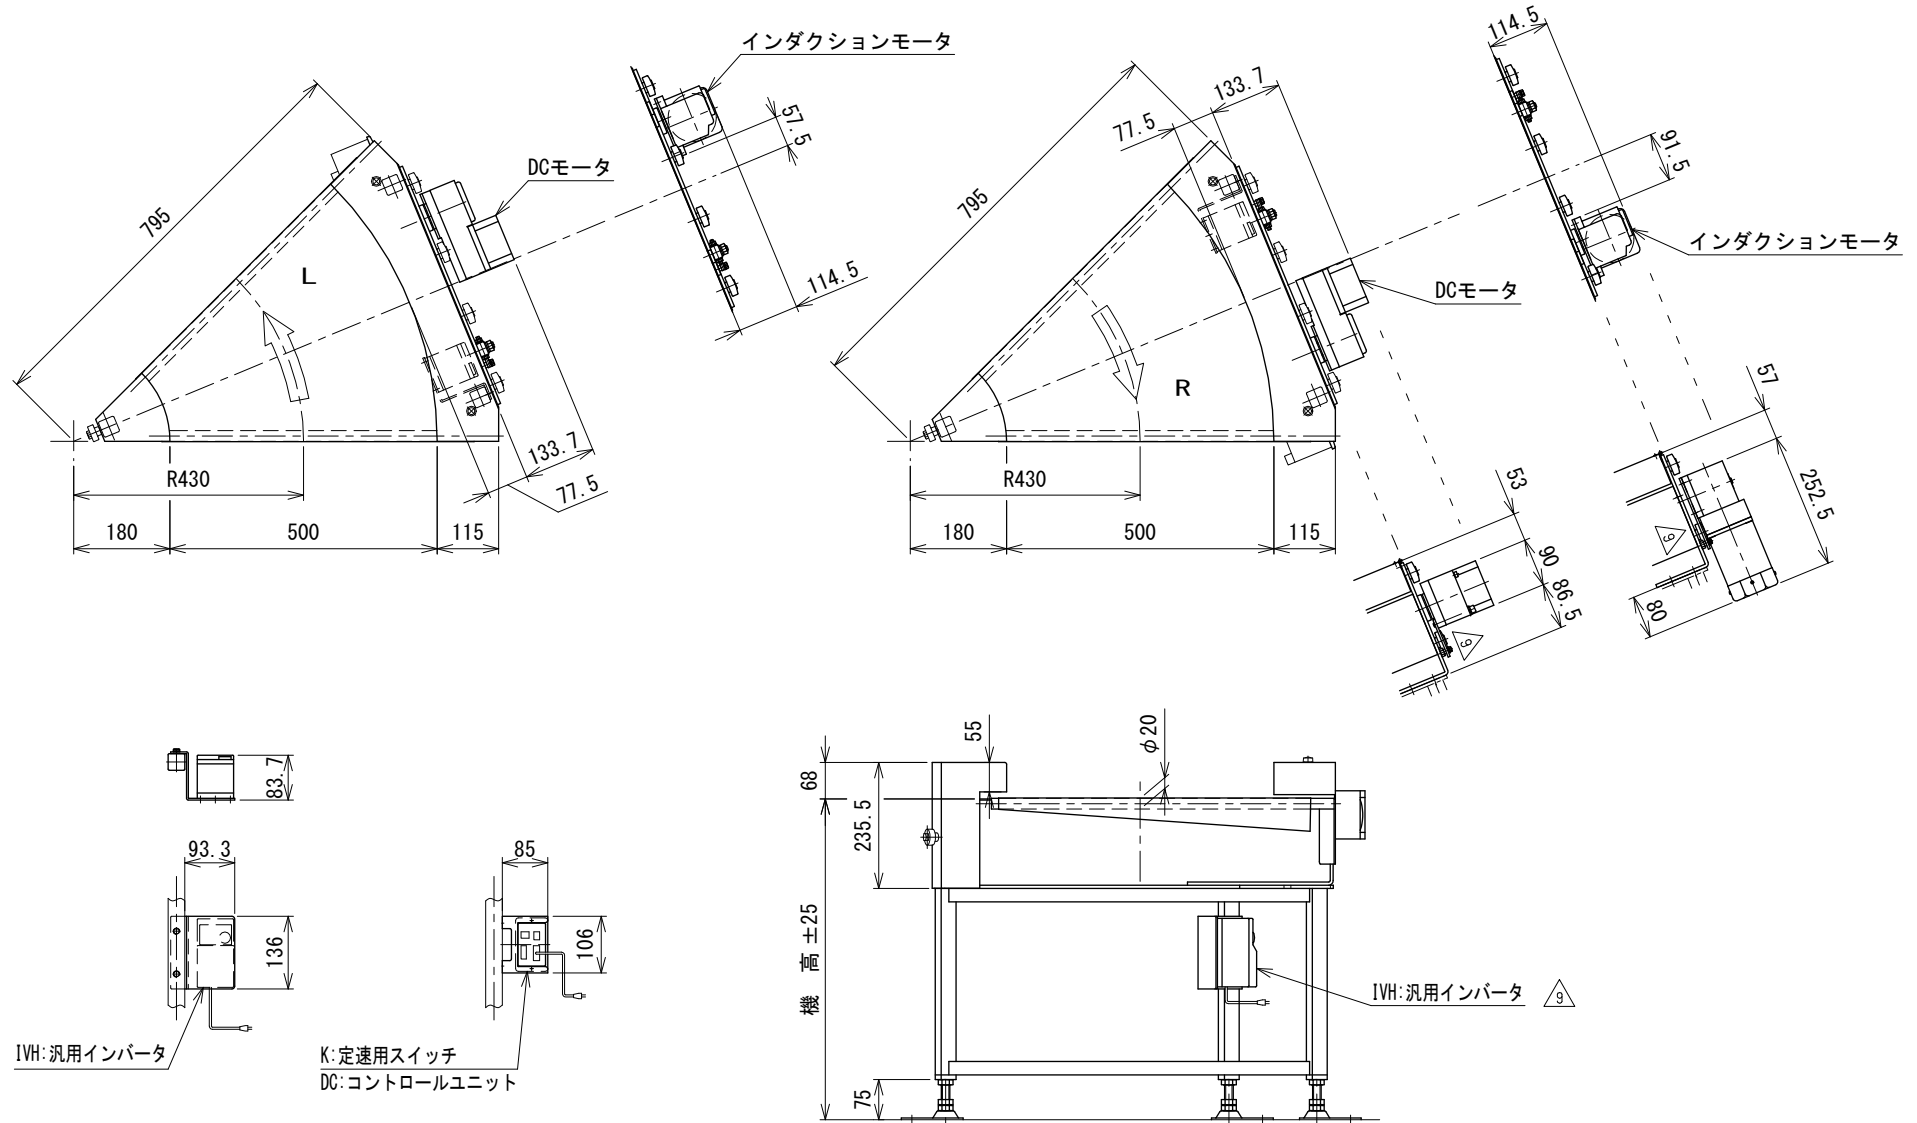 インダクションモータ
57.5
DCモータ
795
L
114.5
133.7
77.5
R430
180
500
115
114.5
133.7
77.5
91.5
795
インダクションモータ
DCモータ
R
57
252.5
9
80
53
90
86.5
9
R430
180
500
115
83.7
93.3
136
IVH:汎用インバータ
85
106
K:定速用スイッチ
DC:コントロールユニット
55
φ20
68
235.5
機 高 ±25
75
IVH:汎用インバータ
9